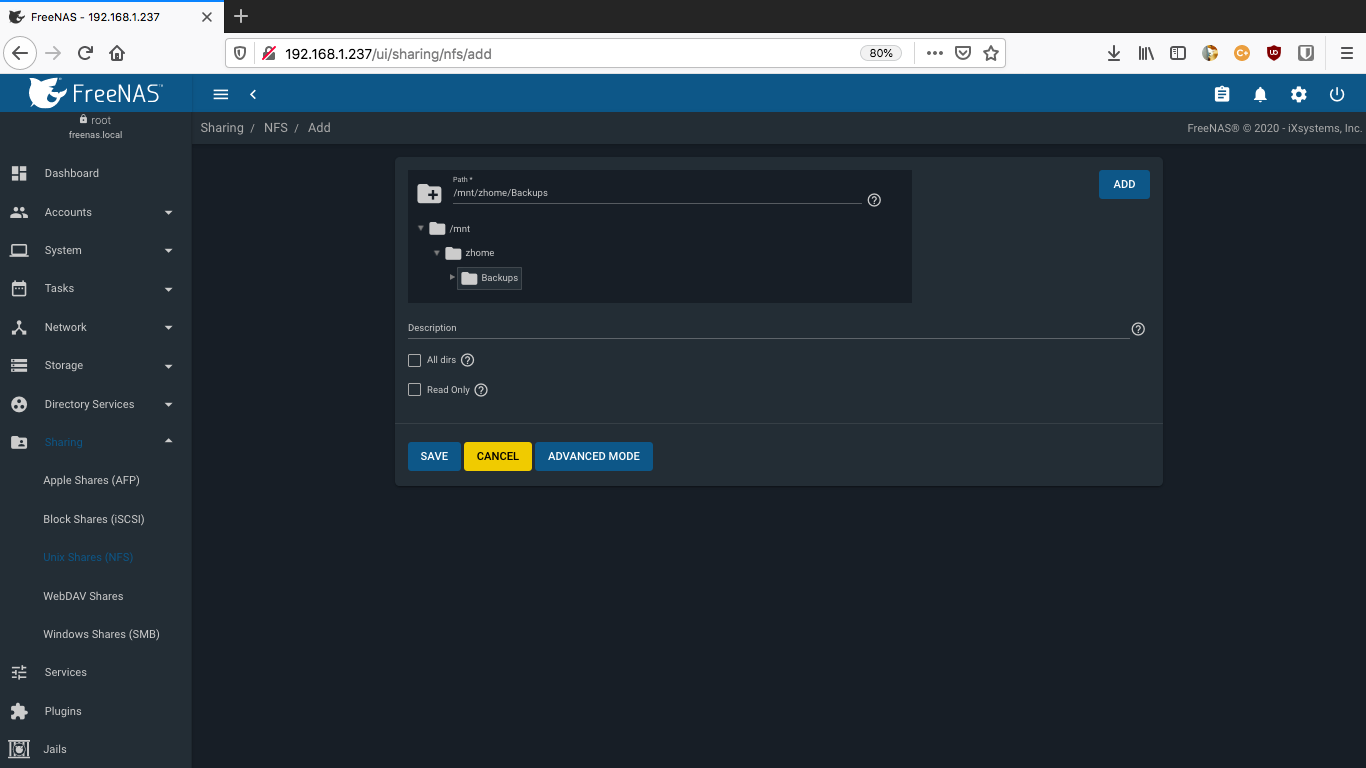 FreeNAS - 192.168.1.237
192.168.1.237/ui/sharing/nfs/add
80%
FreeNAS™
root
freenas.local
Sharing / NFS / Add
FreeNAS® © 2020 - iXsystems, Inc.
Dashboard
Accounts
System
Tasks
Network
Storage
Directory Services
Sharing
Apple Shares (AFP)
Block Shares (iSCSI)
Unix Shares (NFS)
WebDAV Shares
Windows Shares (SMB)
Services
Plugins
Jails
Path *
/mnt/zhome/Backups
ADD
/mnt
zhome
Backups
Description
All dirs
Read Only
SAVE CANCEL ADVANCED MODE